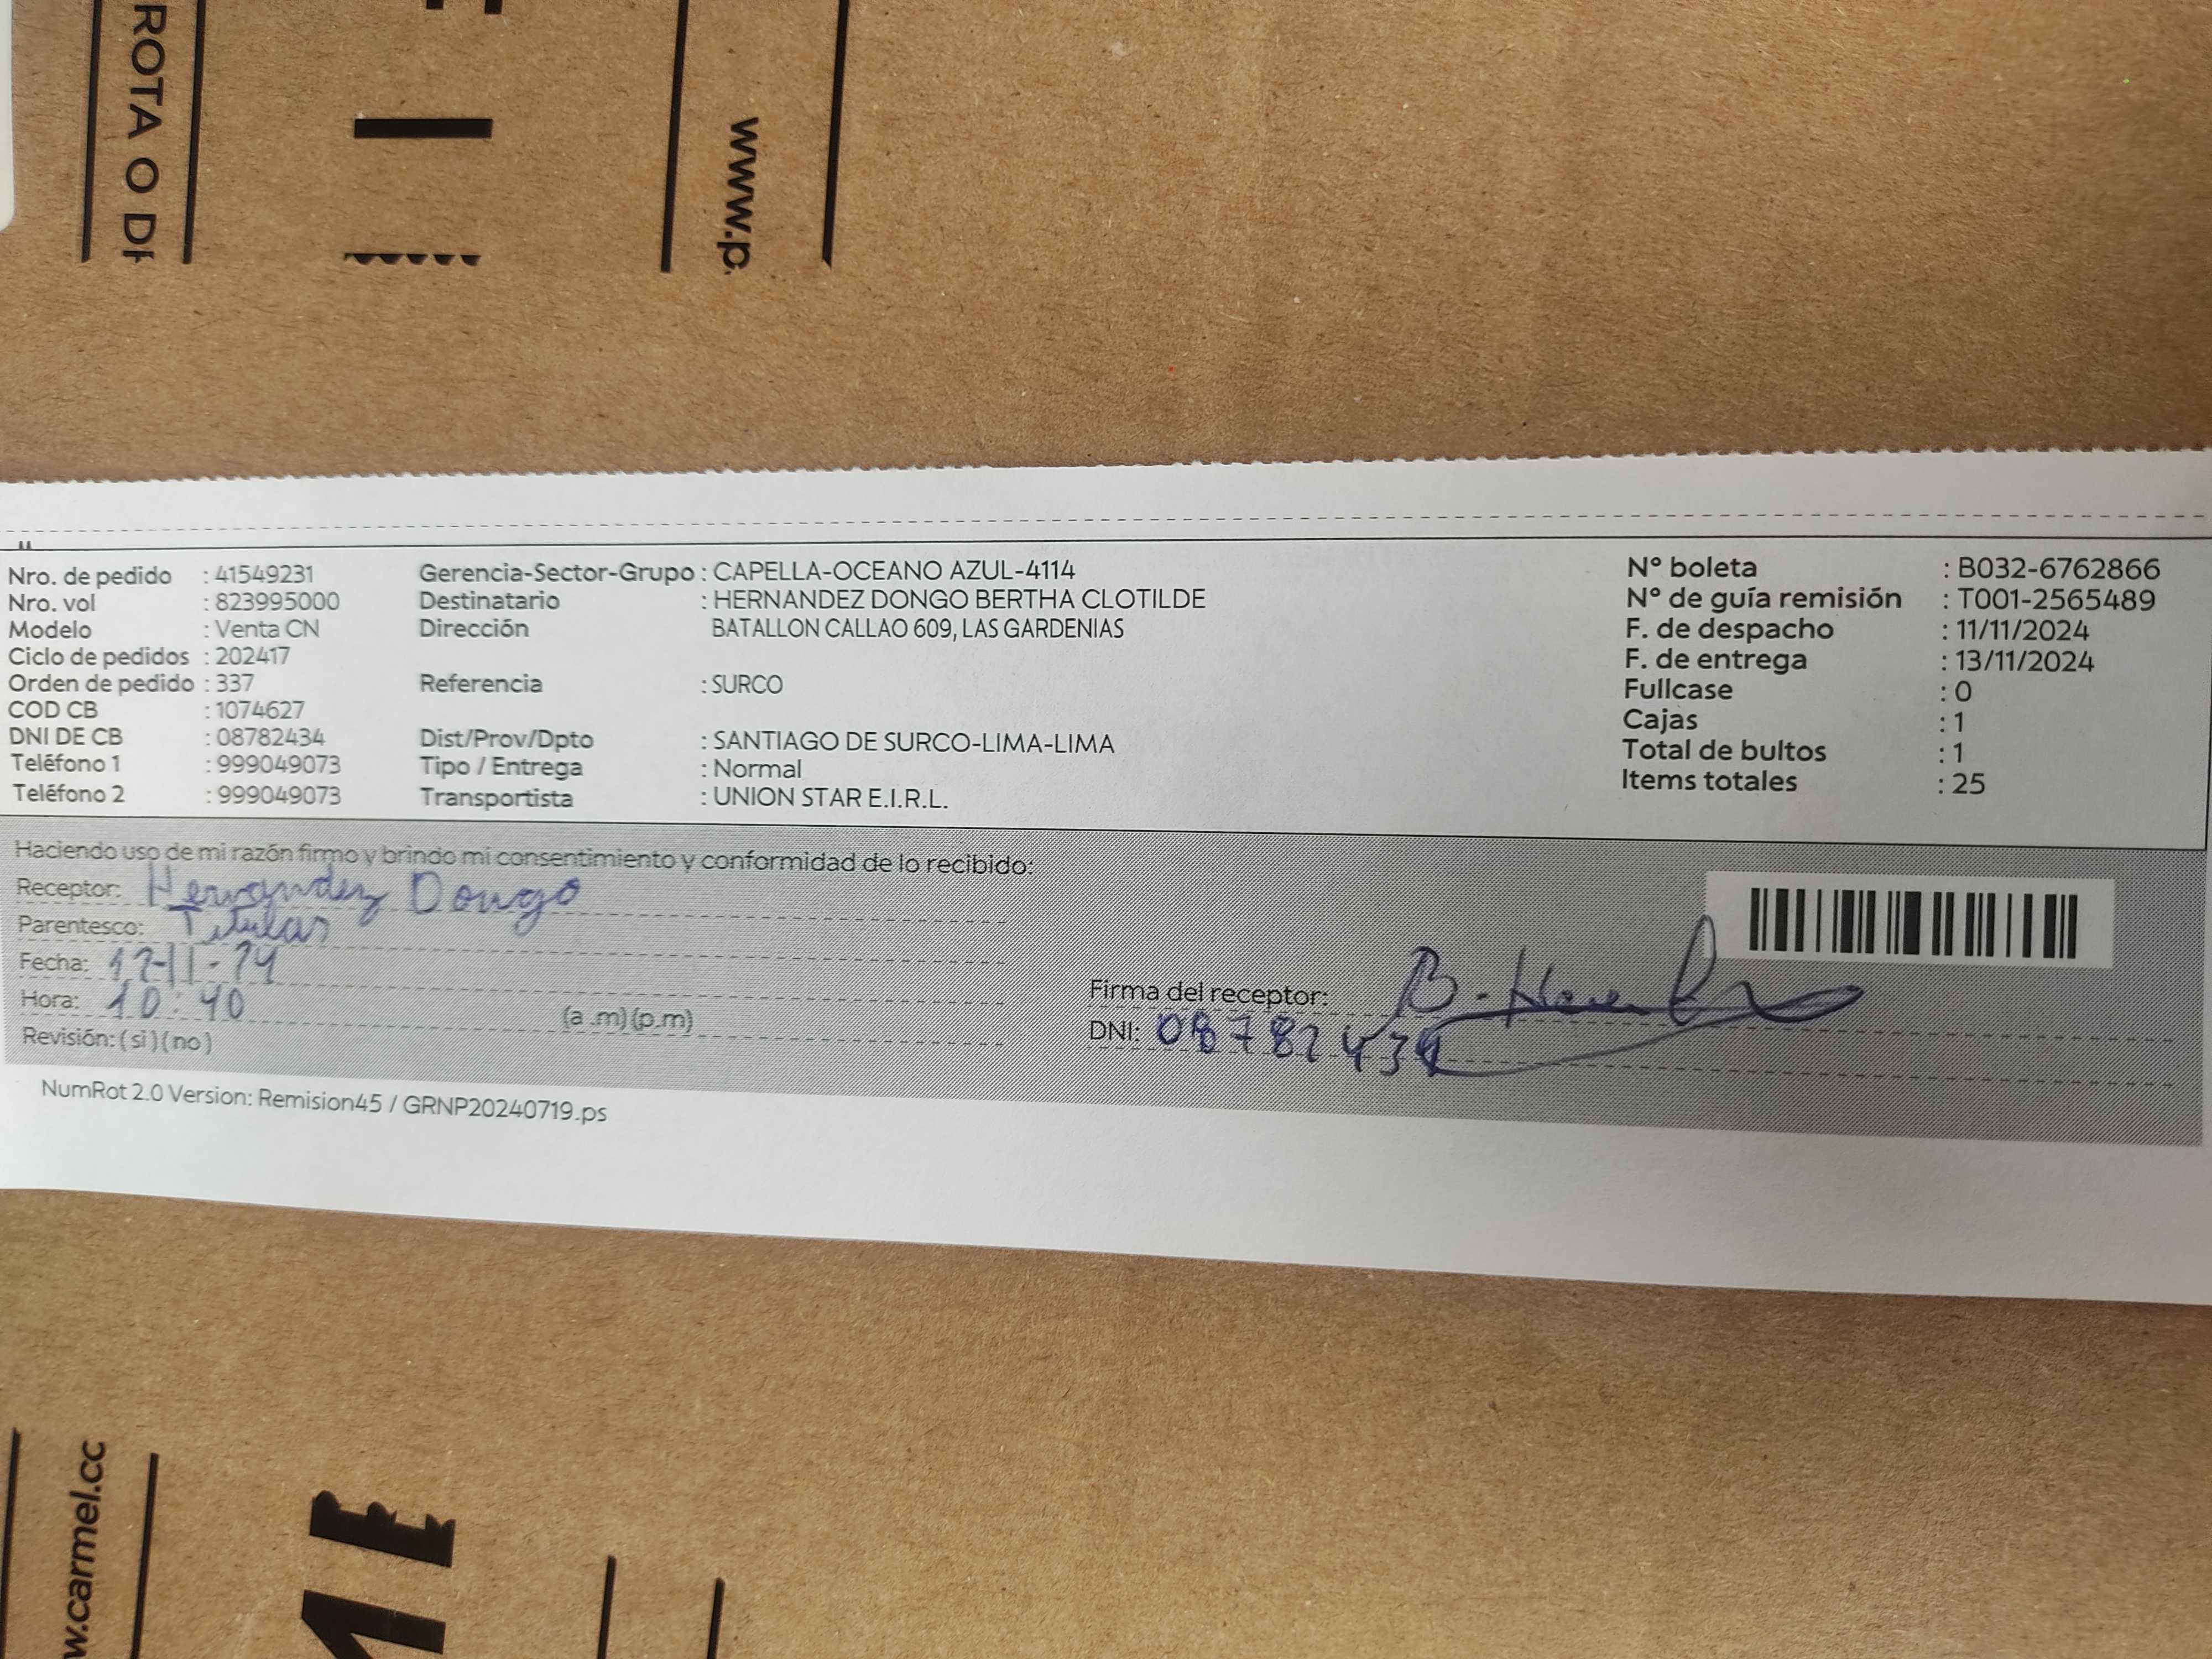 ROTA O
www.p
Nro. de pedido : 41549231 Gerencia-Sector-Grupo : CAPELLA-OCEANO AZUL-4114 N° boleta : B032-6762866
Nro. vol : 823995000 Destinatario : HERNANDEZ DONGO BERTHA CLOTILDE N° de guía remisión : T001-2565489
Modelo : Venta CN Dirección BATALLON CALLAO 609, LAS GARDENIAS F. de despacho : 11/11/2024
Ciclo de pedidos : 202417 F. de entrega : 13/11/2024
Orden de pedido : 337 Referencia : SURCO Fullcase : 0
COD CB : 1074627 Cajas : 1
DNI DE CB : 08782434 Dist/Prov/Dpto : SANTIAGO DE SURCO-LIMA-LIMA Total de bultos : 1
Teléfono 1 : 999049073 Tipo / Entrega : Normal Items totales : 25
Teléfono 2 : 999049073 Transportista : UNION STAR E.I.R.L.
Haciendo uso de mi razón firmo y brindo mi consentimiento y conformidad de lo recibido:
Receptor: Hernandez Dongo
Parentesco: Titular
Fecha:
Hora: 10:40 (a .m)(p.m) Firma del receptor:
Revisión: (si)(no) DNI: 08782434
NumRot 2.0 Version: Remision45 / GRNP20240719.ps
w.carmel.cc
ME